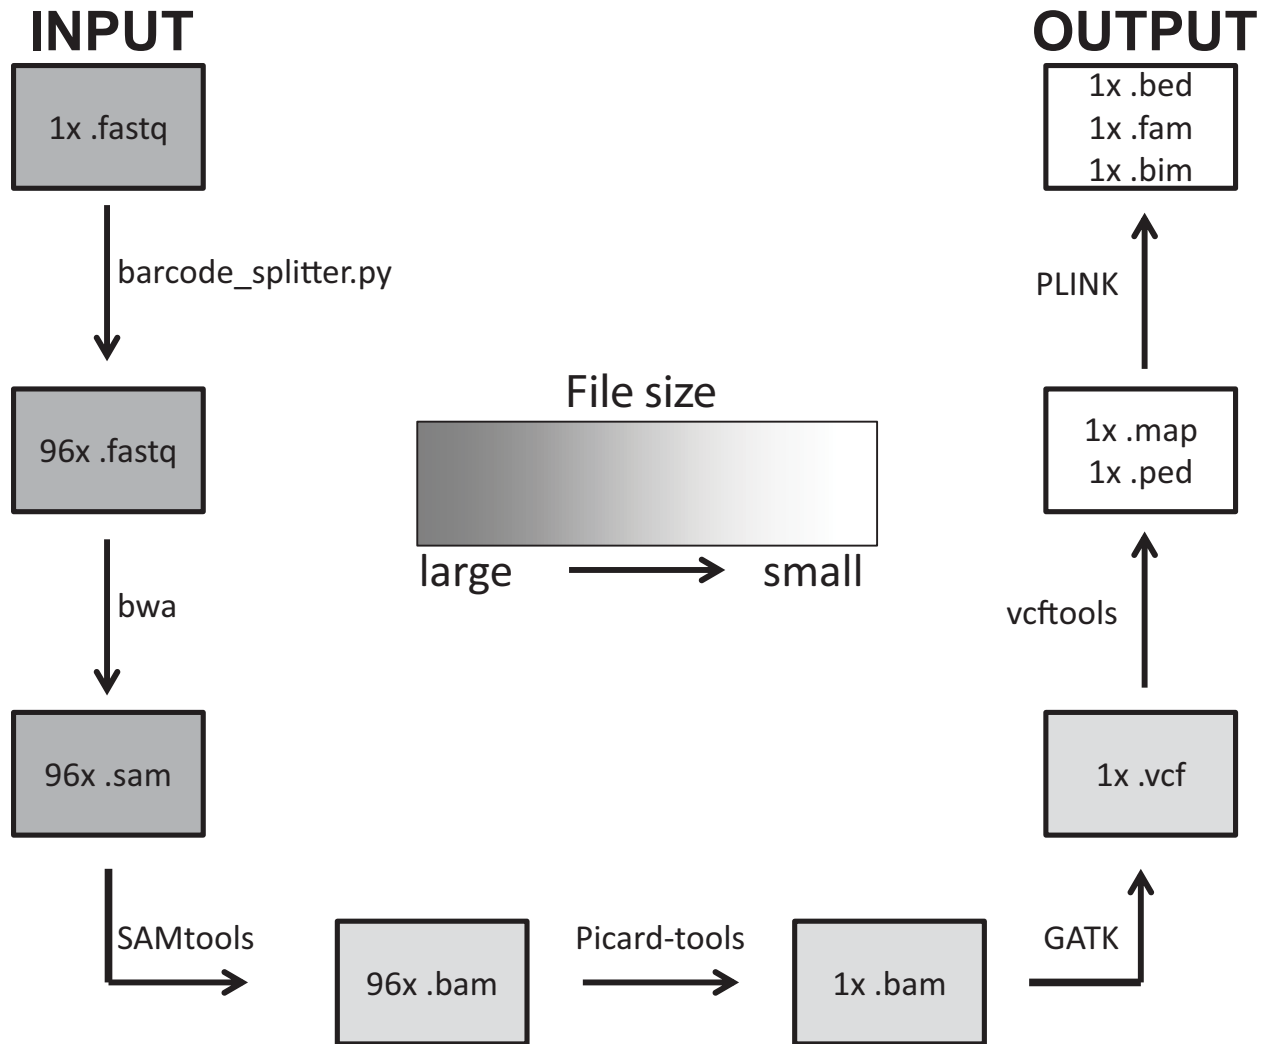 INPUT
1x .fastq
barcode_splitter.py
96x .fastq
bwa
96x .sam
SAMtools
96x .bam
Picard-tools
1x .bam
GATK
1x .vcf
vcftools
1x .map
1x .ped
PLINK
OUTPUT
1x .bed
1x .fam
1x .bim
File size
large
small